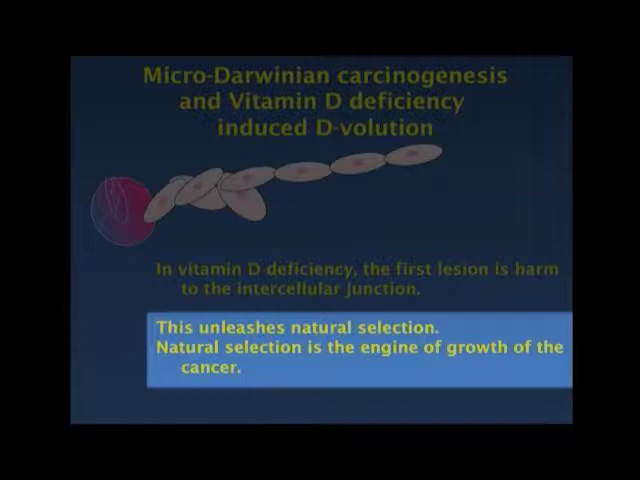 Micro-Darwinian carcinogenesis
and Vitamin D deficiency
induced D-volution
In vitamin D deficiency, the first lesion is harm
to the intercellular junction.
This unleashes natural selection.
Natural selection is the engine of growth of the
cancer.